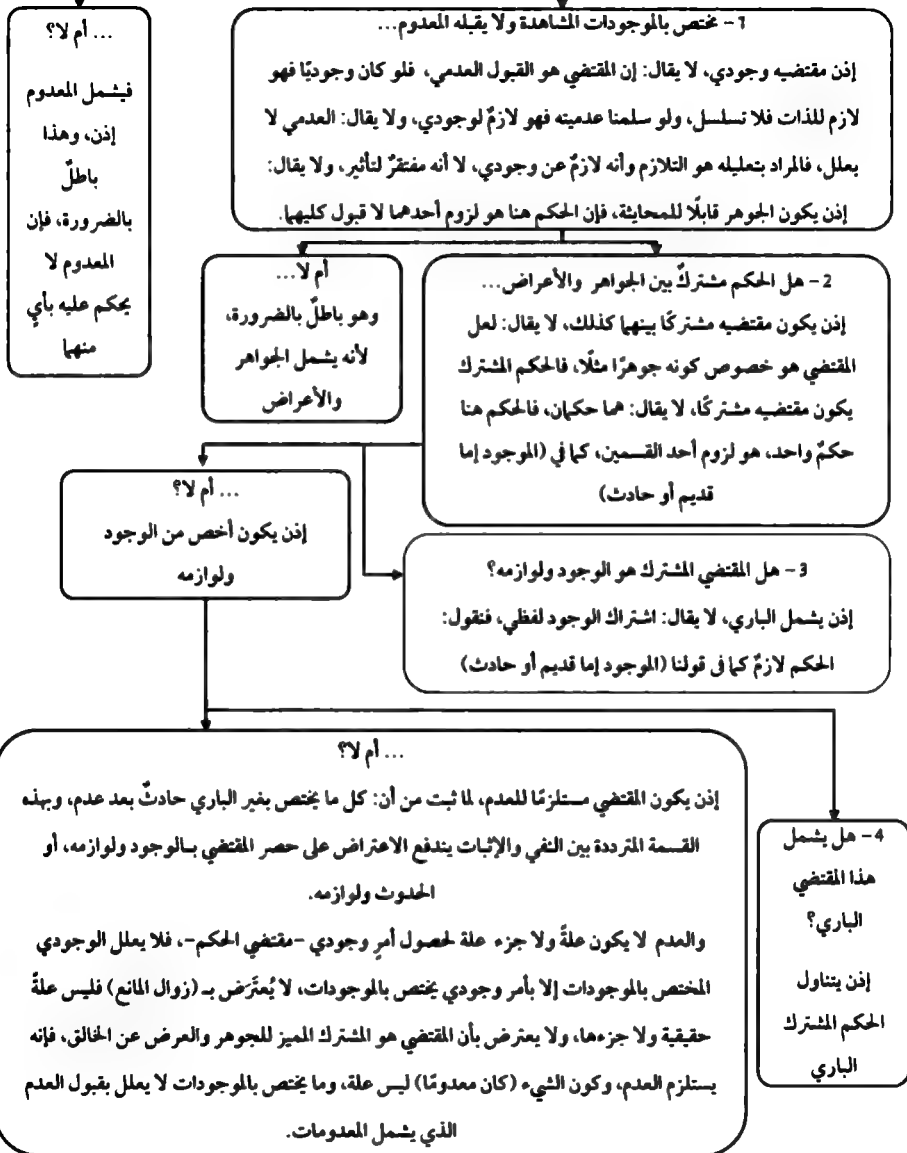 1- مختص بالموجودات المشاهدة ولا يقبله المعدوم...
إذن مقتضيه وجودي، لا يقال: إن المقتضي هو القبول العدمي، فلو كان وجوديًا فهو
لازم للذات فلا تسلسل، ولو سلمنا عدميته فهو لازمٌ لوجودي، ولا يقال: العدمي لا
يعلل، فالمراد بتعليله هو التلازم وأنه لازمٌ عن وجودي، لا أنه مفتقرٌ لتأثير، ولا يقال:
إذن يكون الجوهر قابلًا للمحايثة، فإن الحكم هنا هو لزوم أحدهما لا قبول كليهما.
... أم لا؟
فيشمل المعدوم
إذن، وهذا
باطلٌ
بالضرورة، فإن
المعدوم لا
يحكم عليه بأيٍ
منهما
2- هل الحكم مشتركٌ بين الجواهر والأعراض...
إذن يكون مقتضيه مشتركًا بينهما كذلك، لا يقال: لعل
المقتضي هو خصوص كونه جوهرًا مثلًا، فالحكم المشترك
يكون مقتضيه مشتركًا، لا يقال: هما حكمان، فالحكم هنا
حكمٌ واحد، هو لزوم أحد القسمين، كما في (الموجود إما
قديم أو حادث)
أم لا...
وهو باطلٌ بالضرورة،
لأنه يشمل الجواهر
والأعراض
3- هل المقتضي المشترك هو الوجود ولوازمه؟
إذن يشمل الباري، لا يقال: اشتراك الوجود لفظي، فنقول:
الحكم لازمٌ كما في قولنا (الموجود إما قديم أو حادث)
... أم لا؟
إذن يكون أخص من الوجود
ولوازمه
4- هل يشمل
هذا المقتضي
الباري؟
إذن يتناول
الحكم المشترك
الباري
... أم لا؟
إذن يكون المقتضي مستلزمًا للعدم، لما ثبت من أن: كل ما يختص بغير الباري حادثٌ بعد عدم، وبهذه
القسمة المترددة بين النفي والإثبات يندفع الاعتراض على حصر المقتضي بالوجود ولوازمه، أو
الحدوث ولوازمه.
والعدم لا يكون علةً ولا جزء علة لحصول أمرٍ وجودي -مقتضي الحكم-، فلا يعلل الوجودي
المختص بالموجودات إلا بأمر وجودي يختص بالموجودات، لا يُعتَرَض بـ (زوال المانع) فليس علةً
حقيقية ولا جزءها، ولا يعترض بأن المقتضي هو المشترك المميز للجوهر والعرض عن الخالق، فإنه
يستلزم العدم، وكون الشيء (كان معدومًا) ليس علة، وما يختص بالموجودات لا يعلل بقبول العدم
الذي يشمل المعدومات.